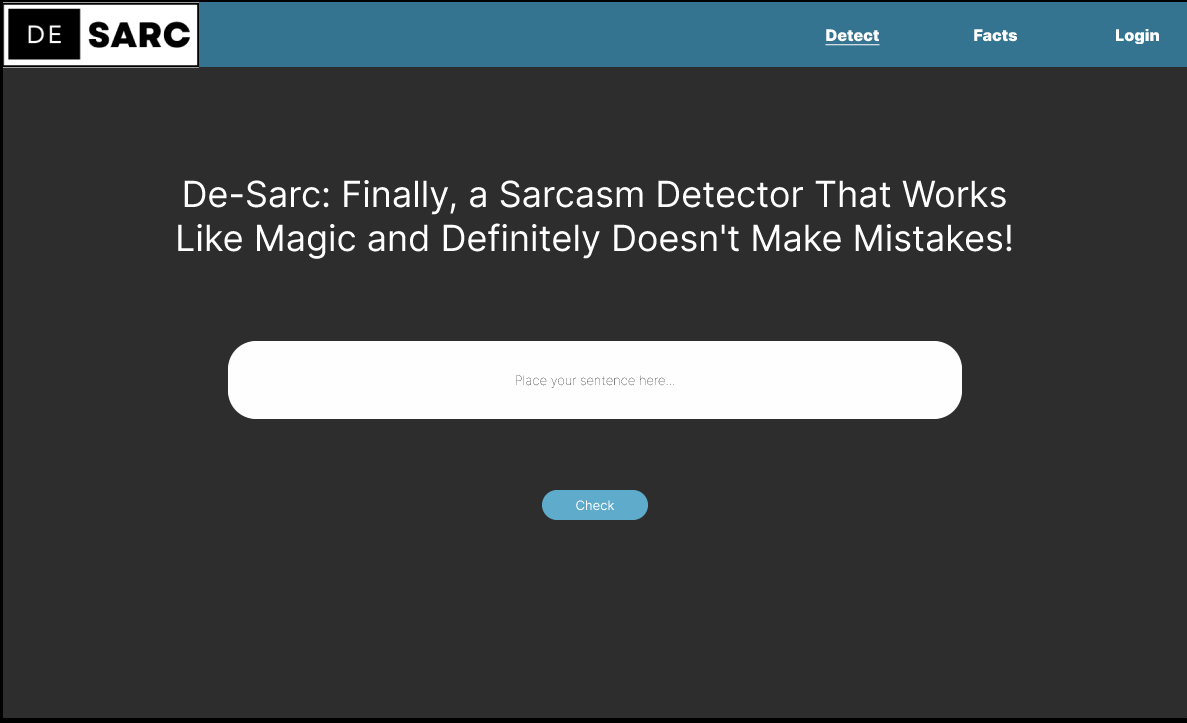 DE SARC
Detect Facts Login
De-Sarc: Finally, a Sarcasm Detector That Works
Like Magic and Definitely Doesn't Make Mistakes!
Place your sentence here...
Check